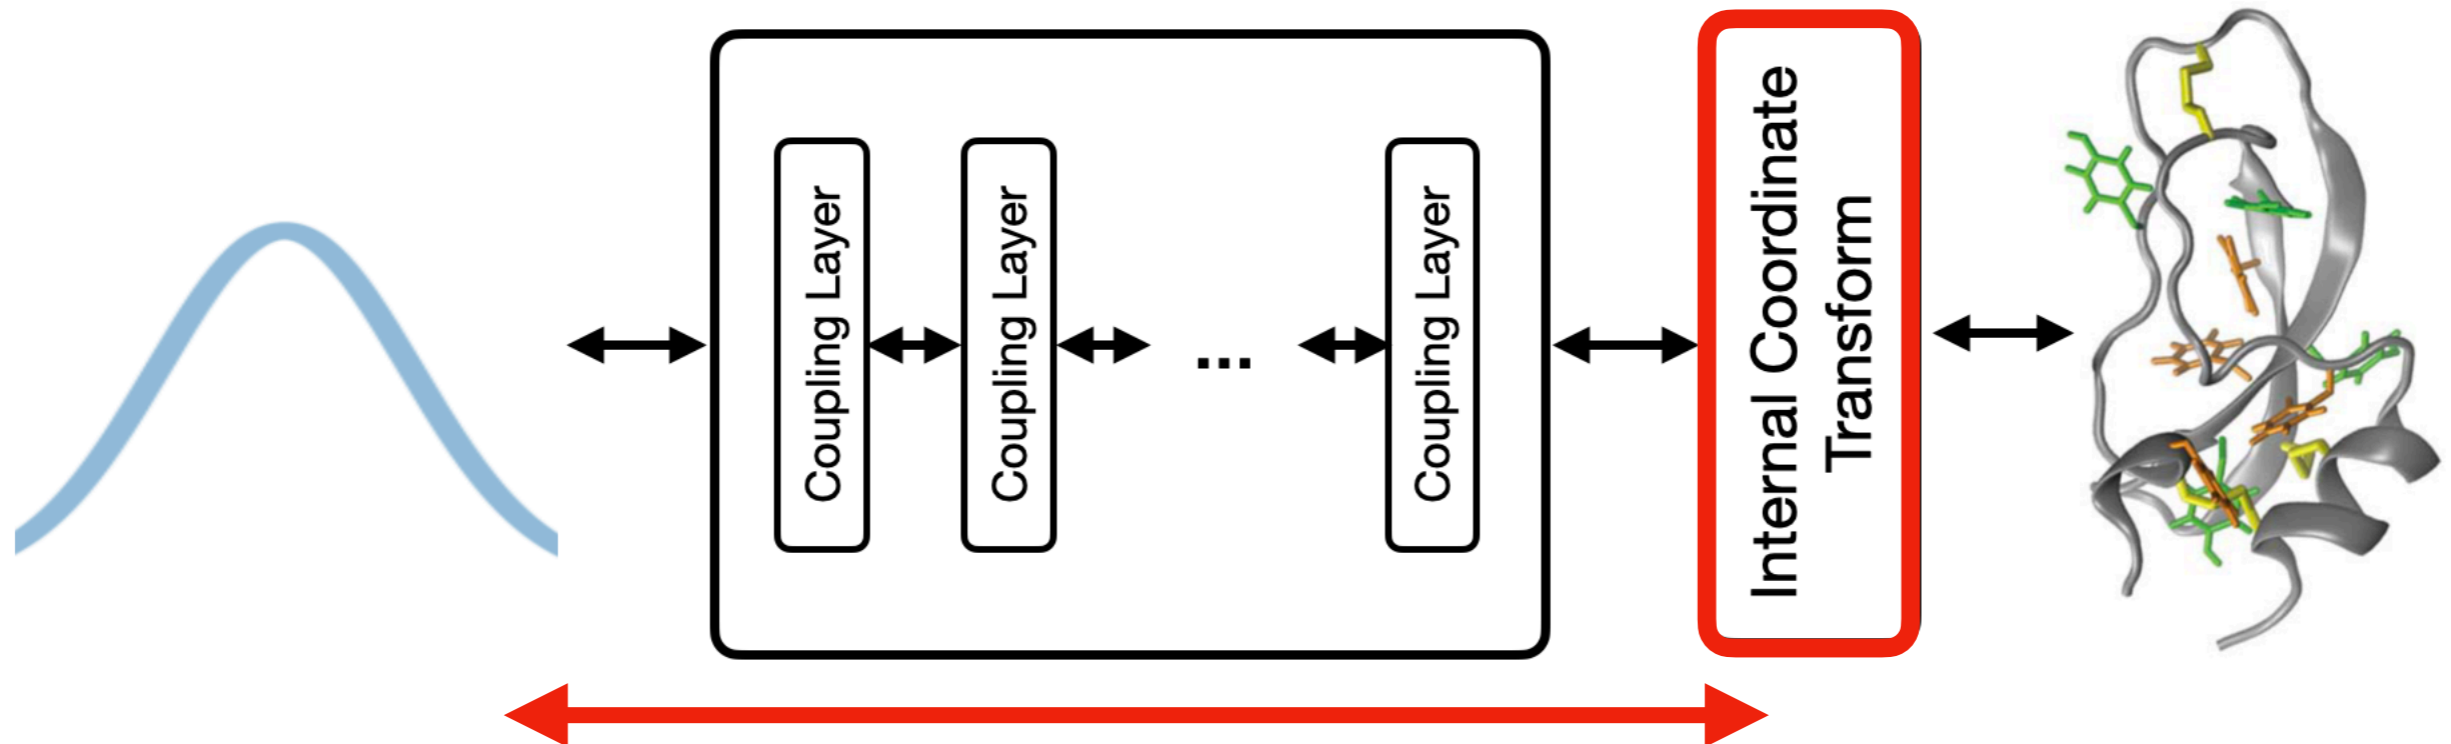 Coupling Layer
Coupling Layer
...
Coupling Layer
Internal Coordinate
Transform